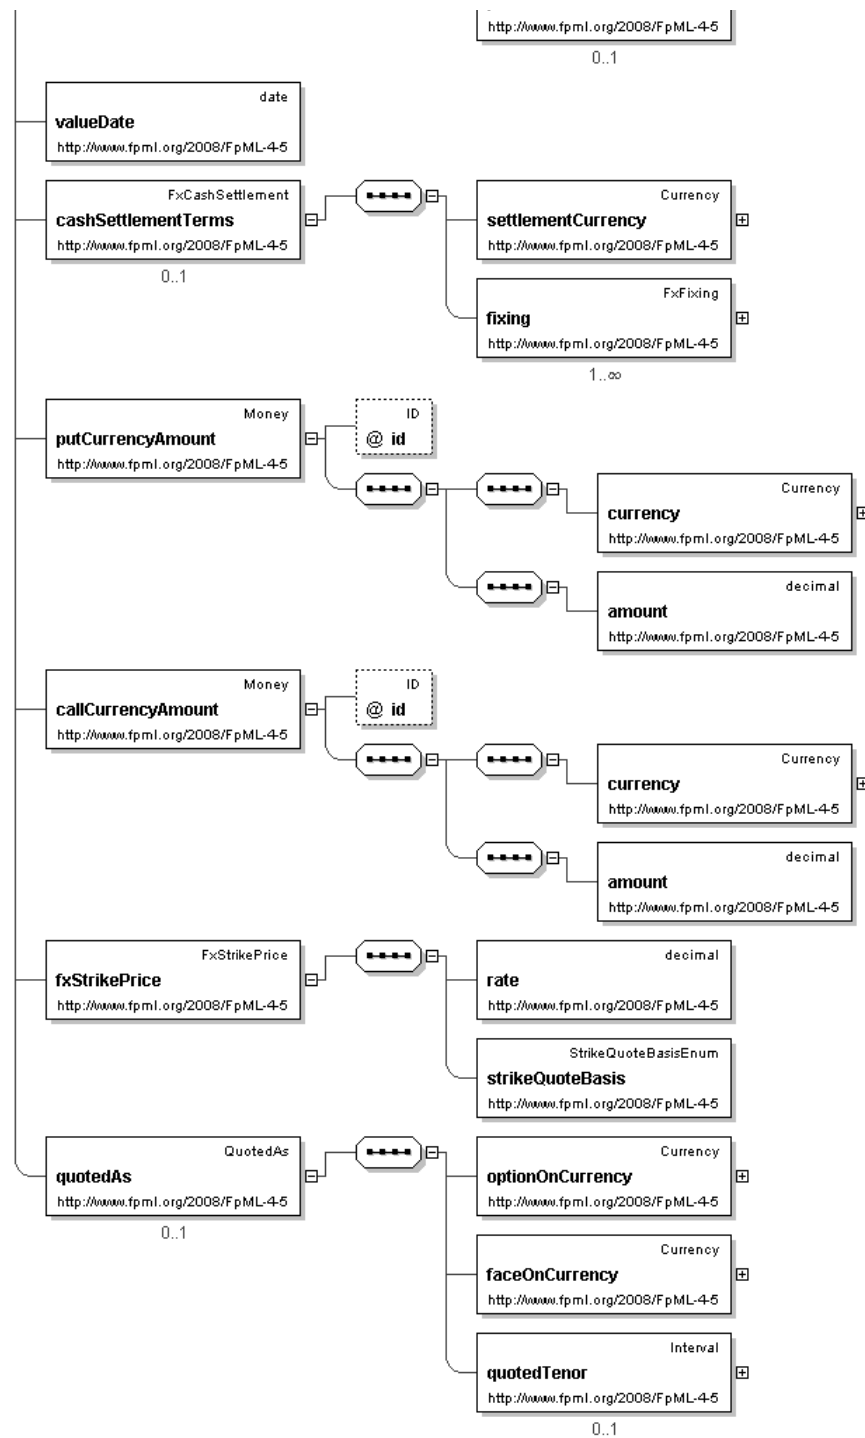 http://www.fpml.org/2008/FpML-4-5
0..1
date
valueDate
http://www.fpml.org/2008/FpML-4-5
FxCashSettlement
cashSettlementTerms
http://www.fpml.org/2008/FpML-4-5
0..1
Currency
settlementCurrency
http://www.fpml.org/2008/FpML-4-5
FxFixing
fixing
http://www.fpml.org/2008/FpML-4-5
1..∞
Money
putCurrencyAmount
http://www.fpml.org/2008/FpML-4-5
ID
@ id
Currency
currency
http://www.fpml.org/2008/FpML-4-5
decimal
amount
http://www.fpml.org/2008/FpML-4-5
Money
callCurrencyAmount
http://www.fpml.org/2008/FpML-4-5
ID
@ id
Currency
currency
http://www.fpml.org/2008/FpML-4-5
decimal
amount
http://www.fpml.org/2008/FpML-4-5
FxStrikePrice
fxStrikePrice
http://www.fpml.org/2008/FpML-4-5
decimal
rate
http://www.fpml.org/2008/FpML-4-5
StrikeQuoteBasisEnum
strikeQuoteBasis
http://www.fpml.org/2008/FpML-4-5
QuotedAs
quotedAs
http://www.fpml.org/2008/FpML-4-5
0..1
Currency
optionOnCurrency
http://www.fpml.org/2008/FpML-4-5
Currency
faceOnCurrency
http://www.fpml.org/2008/FpML-4-5
Interval
quotedTenor
http://www.fpml.org/2008/FpML-4-5
0..1